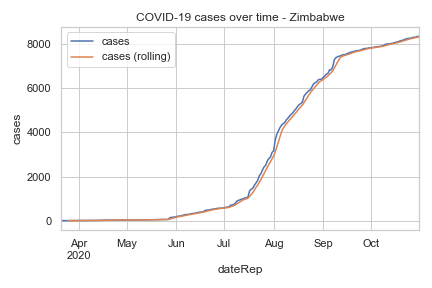 COVID-19 cases over time - Zimbabwe
cases
cases (rolling)
8000
6000
4000
2000
0
cases
Apr
2020
May
Jun
Jul
Aug
Sep
Oct
dateRep